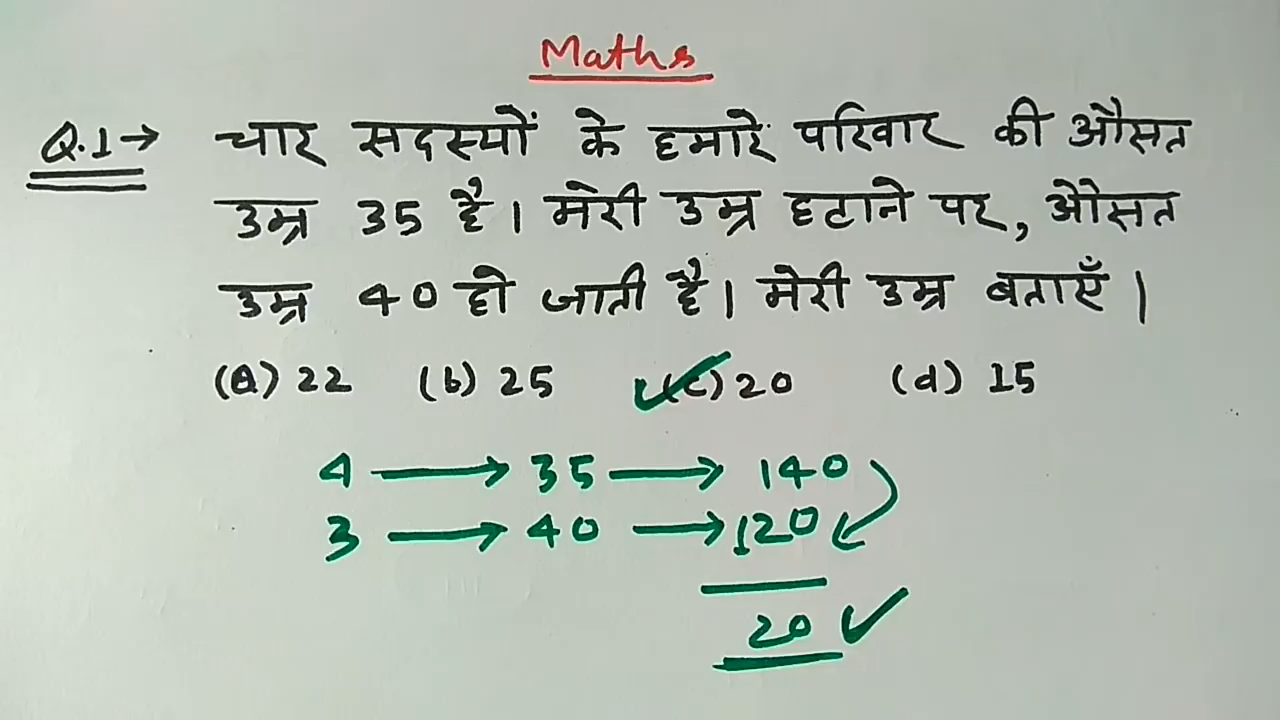 Maths
Q.1→ चार सदस्यों के हमारे परिवार की औसत
उम्र 35 है। मेरी उम्र हटाने पर, औसत
उम्र 40 हो जाती है। मेरी उम्र बताएँ।
(a) 22 (b) 25 (c) 20 (d) 15
4 → 35 → 140
3 → 40 → 120
20 ✓